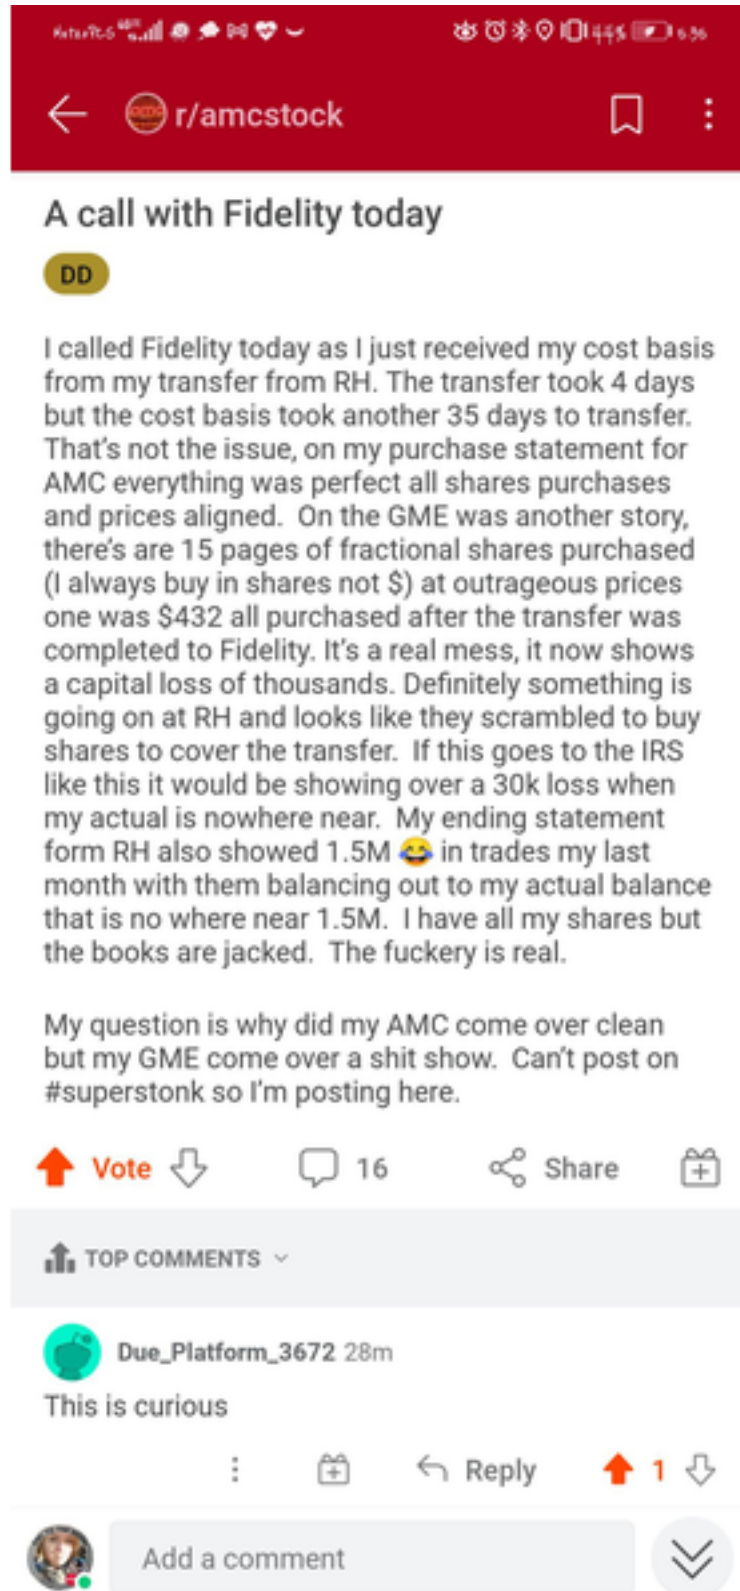 44% 6:36
r/amcstock
A call with Fidelity today
DD
I called Fidelity today as I just received my cost basis
from my transfer from RH. The transfer took 4 days
but the cost basis took another 35 days to transfer.
That's not the issue, on my purchase statement for
AMC everything was perfect all shares purchases
and prices aligned.  On the GME was another story,
there's are 15 pages of fractional shares purchased
(I always buy in shares not $) at outrageous prices
one was $432 all purchased after the transfer was
completed to Fidelity. It's a real mess, it now shows
a capital loss of thousands. Definitely something is
going on at RH and looks like they scrambled to buy
shares to cover the transfer.  If this goes to the IRS
like this it would be showing over a 30k loss when
my actual is nowhere near.  My ending statement
form RH also showed 1.5M 😂 in trades my last
month with them balancing out to my actual balance
that is no where near 1.5M.  I have all my shares but
the books are jacked.  The fuckery is real.
My question is why did my AMC come over clean
but my GME come over a shit show.  Can't post on
#superstonk so I'm posting here.
Vote 16 Share
TOP COMMENTS
Due_Platform_3672 28m
This is curious
Reply 1
Add a comment